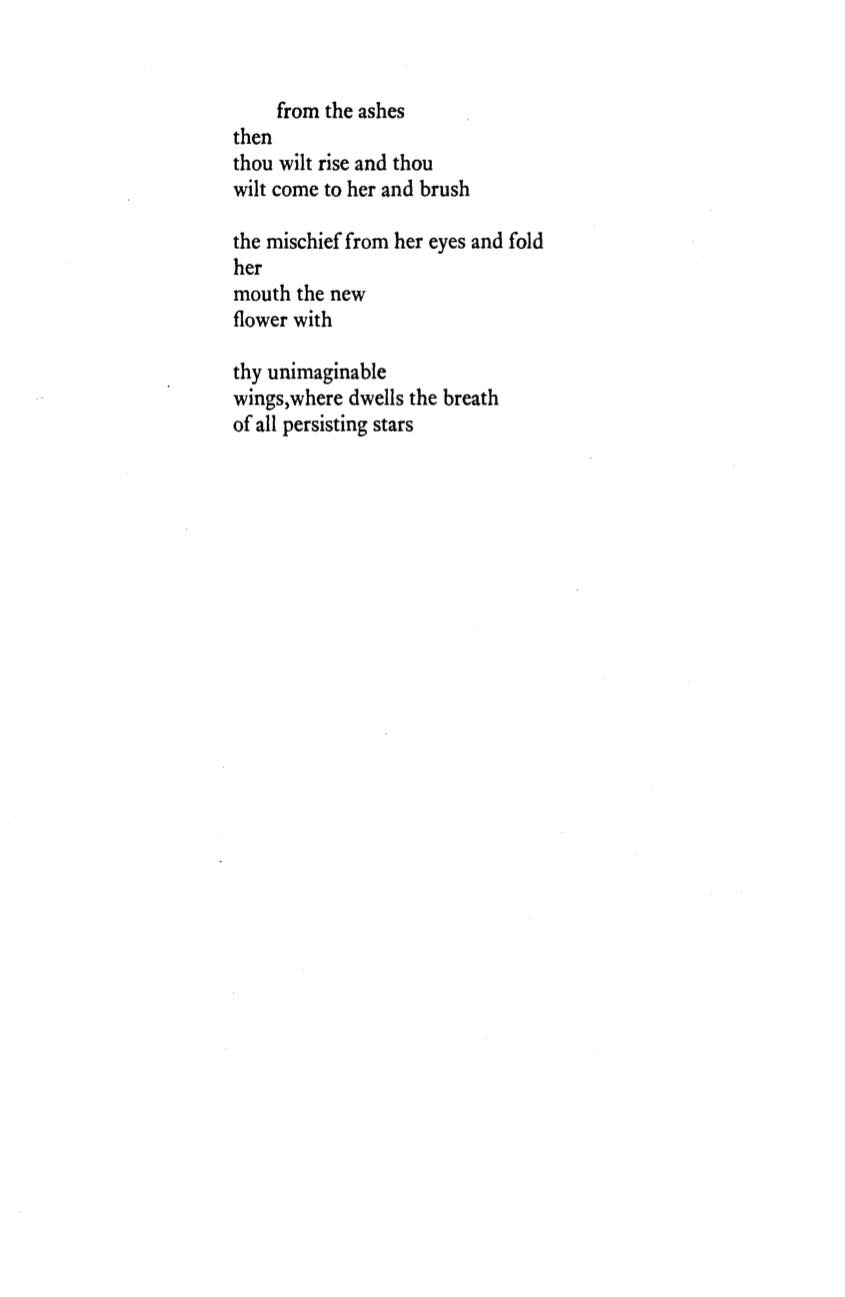 from the ashes
then
thou wilt rise and thou
wilt come to her and brush

the mischief from her eyes and fold
her
mouth the new
flower with

thy unimaginable
wings,where dwells the breath
of all persisting stars